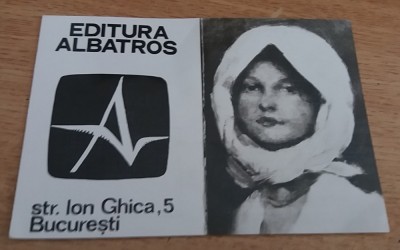 EDITURA
ALBATROS
str. Ion Ghica, 5
București